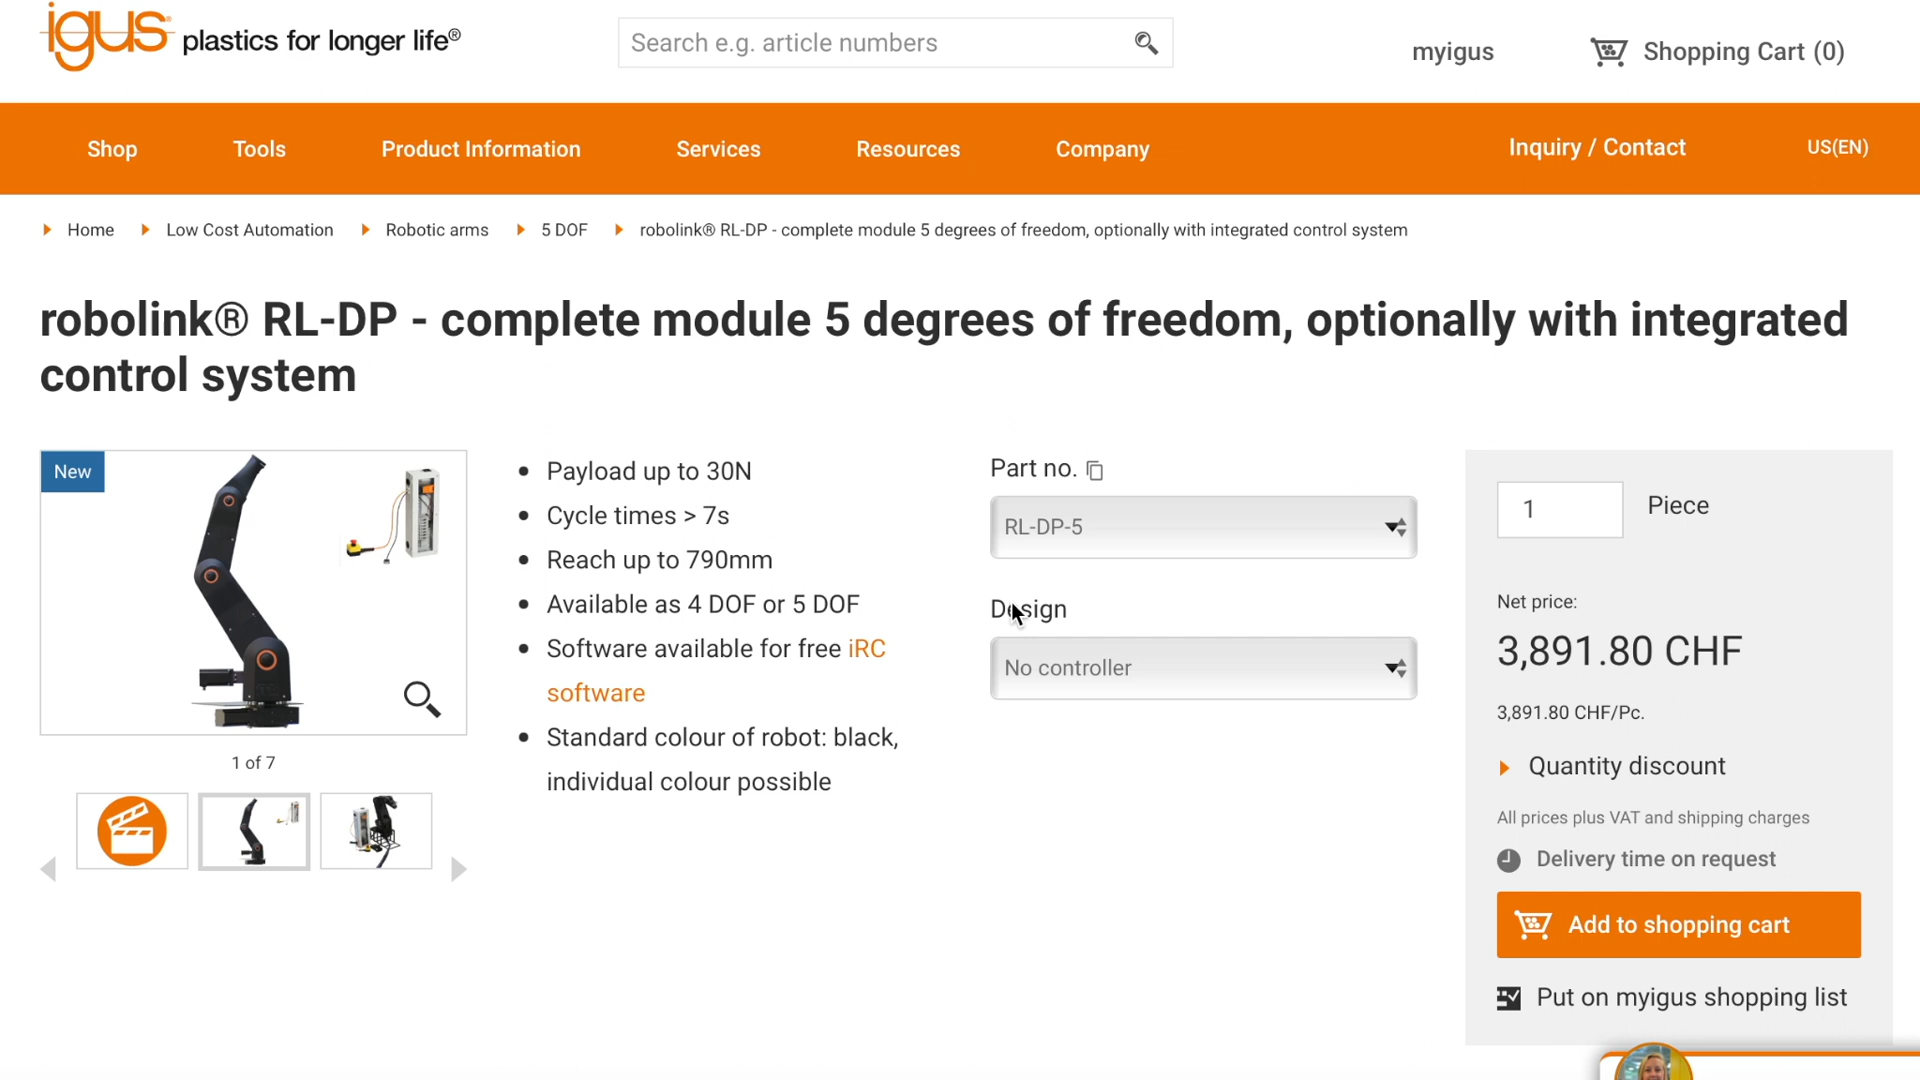 igus® plastics for longer life®
Search e.g. article numbers
myigus
Shopping Cart (0)
Shop
Tools
Product Information
Services
Resources
Company
Inquiry / Contact
US(EN)
Home
Low Cost Automation
Robotic arms
5 DOF
robolink® RL-DP - complete module 5 degrees of freedom, optionally with integrated control system
robolink® RL-DP - complete module 5 degrees of freedom, optionally with integrated
control system
New
1 of 7
Payload up to 30N
Cycle times > 7s
Reach up to 790mm
Available as 4 DOF or 5 DOF
Software available for free iRC
software
Standard colour of robot: black,
individual colour possible
Part no.
RL-DP-5
Design
No controller
1 Piece
Net price:
3,891.80 CHF
3,891.80 CHF/Pc.
Quantity discount
All prices plus VAT and shipping charges
Delivery time on request
Add to shopping cart
Put on myigus shopping list